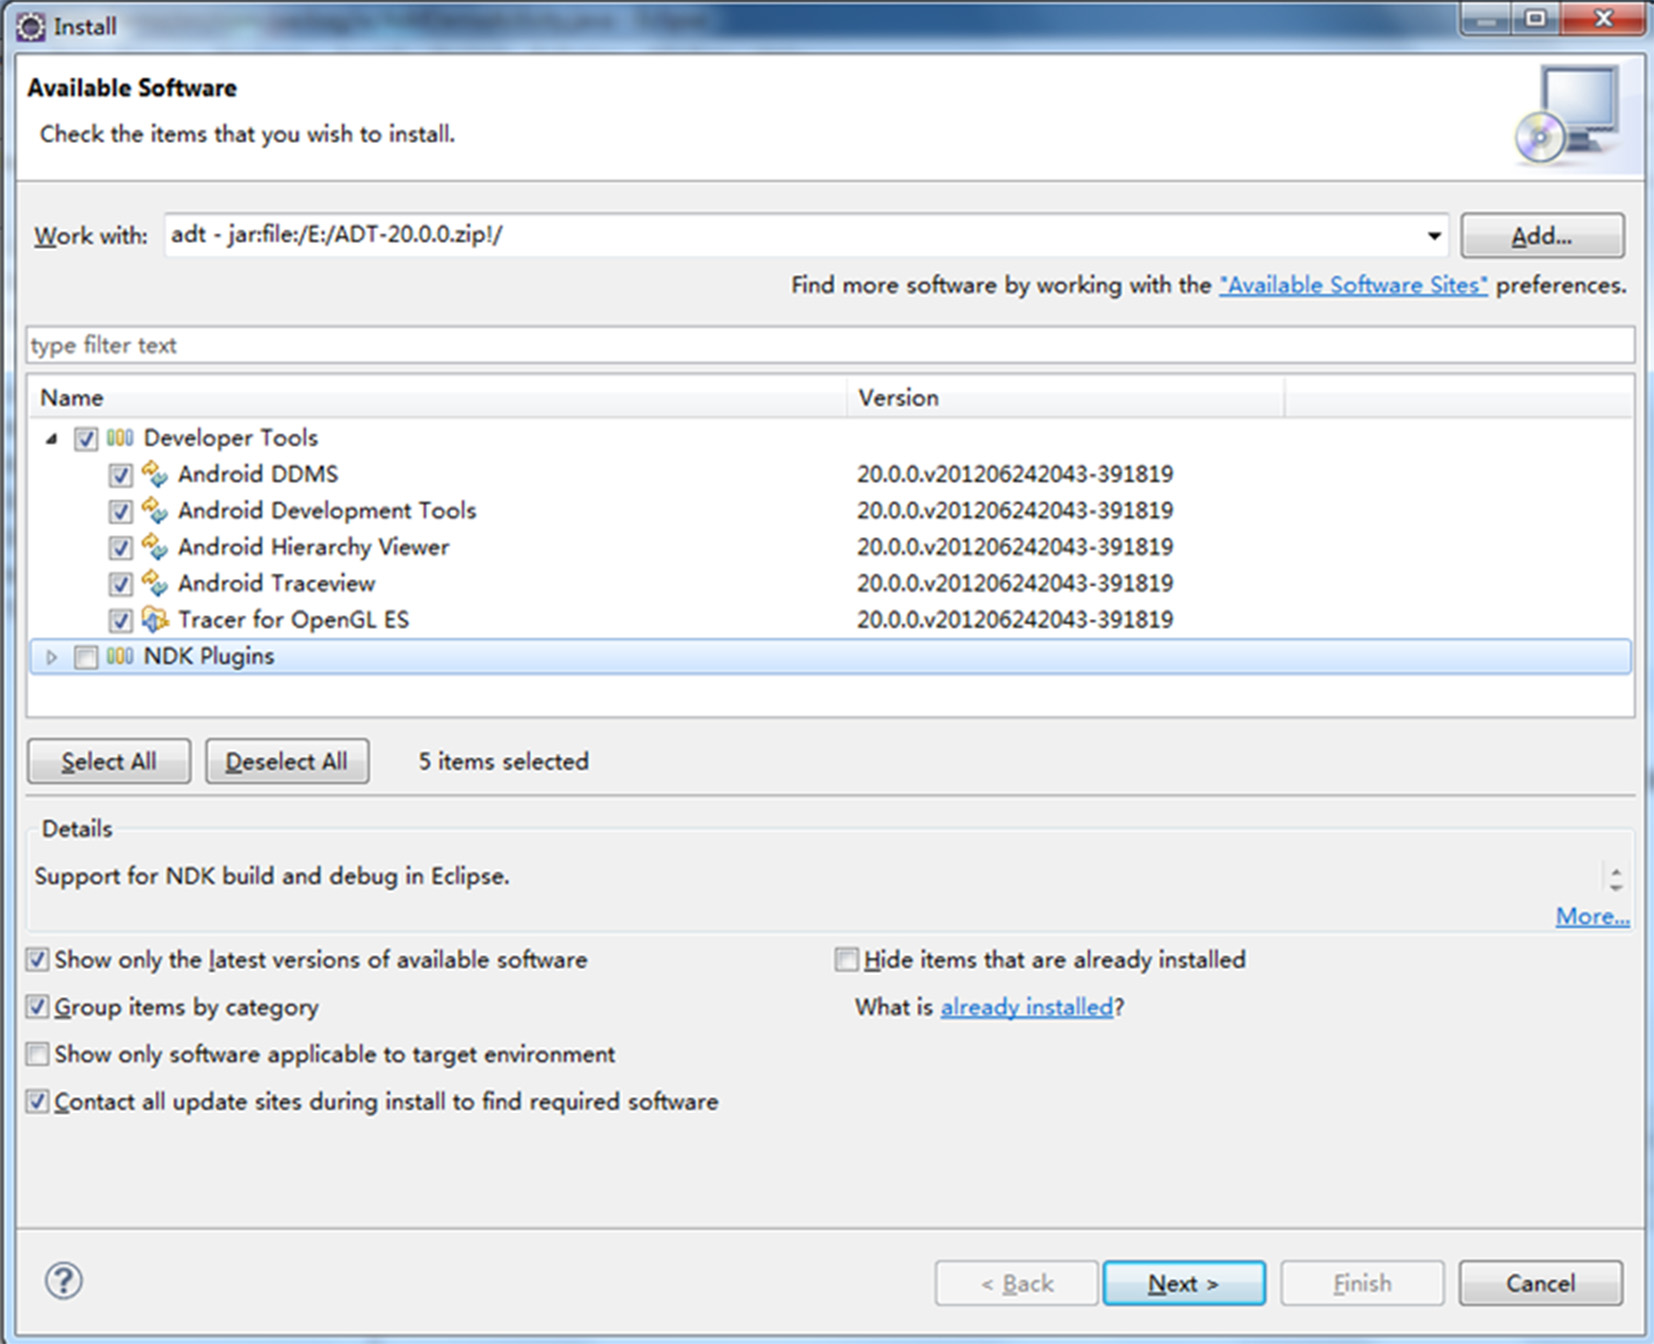 Install
Available Software
Check the items that you wish to install.
Work with: adt - jar:file:/E:/ADT-20.0.0.zip!/ Add...
Find more software by working with the "Available Software Sites" preferences.
type filter text
Name Version
Developer Tools
Android DDMS 20.0.0.v201206242043-391819
Android Development Tools 20.0.0.v201206242043-391819
Android Hierarchy Viewer 20.0.0.v201206242043-391819
Android Traceview 20.0.0.v201206242043-391819
Tracer for OpenGL ES 20.0.0.v201206242043-391819
NDK Plugins
Select All Deselect All 5 items selected
Details
Support for NDK build and debug in Eclipse.
More...
Show only the latest versions of available software Hide items that are already installed
Group items by category What is already installed?
Show only software applicable to target environment
Contact all update sites during install to find required software
? < Back Next > Finish Cancel